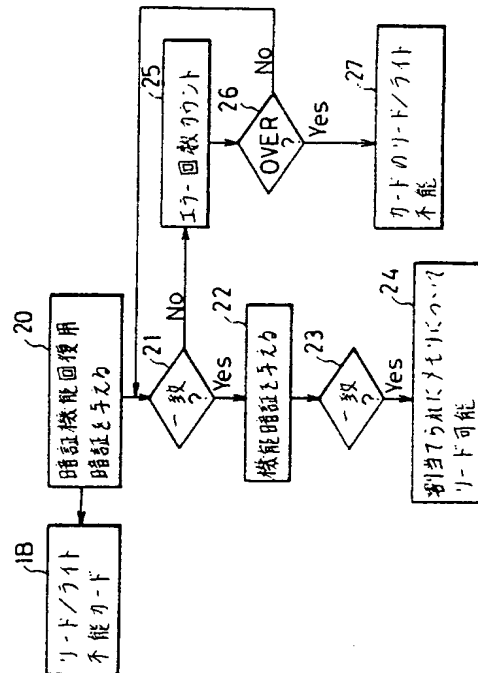 18
リード/ライト
不能カード
20
暗証機能回復用
暗証を与える
21
一致
?
No
Yes
22
機能暗証を与える
23
一致
?
Yes
24
割当てられたメモリについて
リード可能
25
エラー回数カウント
26
OVER
?
No
Yes
27
カードのリード/ライト
不能